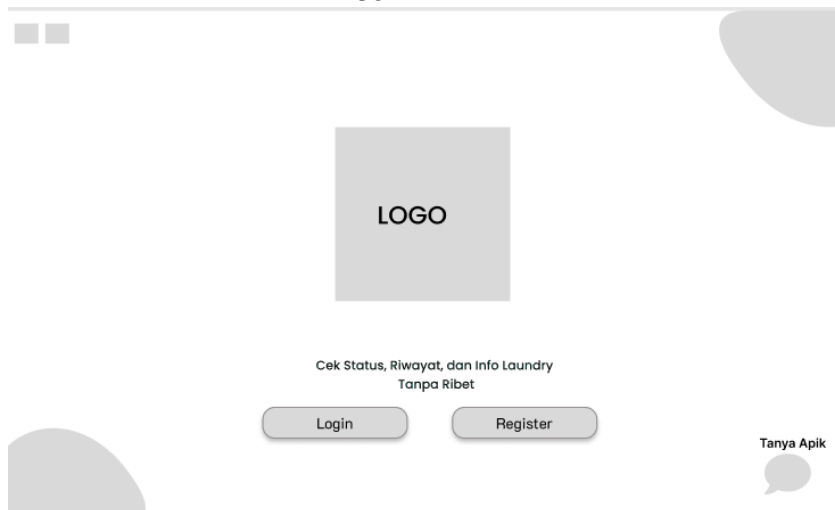 LOGO
Cek Status, Riwayat, dan Info Laundry
Tanpa Ribet
Login
Register
Tanya Apik